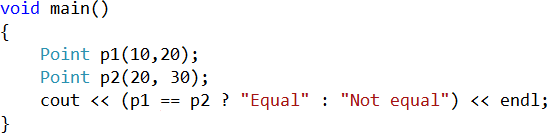 void main()
{
    Point p1(10,20);
    Point p2(20, 30);
    cout << (p1 == p2 ? "Equal" : "Not equal") << endl;
}